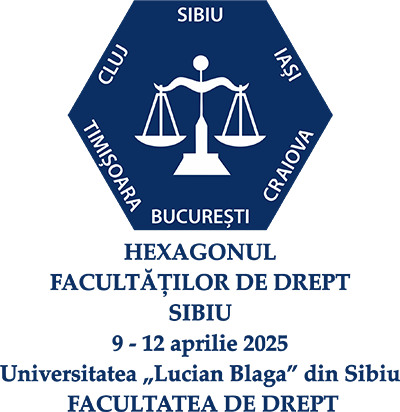 SIBIU
CLUJ
IAȘI
TIMIȘOARA
CRAIOVA
BUCUREȘTI
HEXAGONUL
FACULTĂȚILOR DE DREPT
SIBIU
9 - 12 aprilie 2025
Universitatea „Lucian Blaga” din Sibiu
FACULTATEA DE DREPT